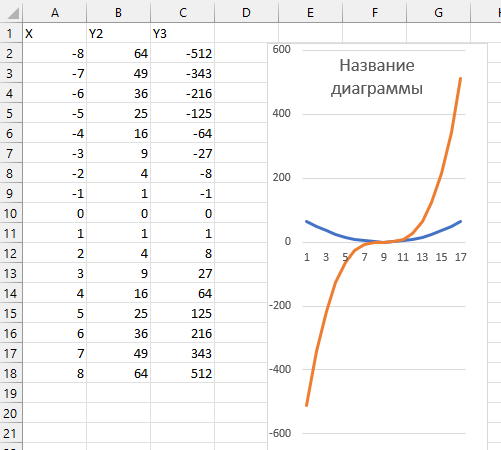 A B C D E F G
1 X Y2 Y3
2 -8 64 -512
3 -7 49 -343
4 -6 36 -216
5 -5 25 -125
6 -4 16 -64
7 -3 9 -27
8 -2 4 -8
9 -1 1 -1
10 0 0 0
11 1 1 1
12 2 4 8
13 3 9 27
14 4 16 64
15 5 25 125
16 6 36 216
17 7 49 343
18 8 64 512
19
20
21
Название
диаграммы
600
400
200
0
-200
-400
-600
1 3 5 7 9 11 13 15 17